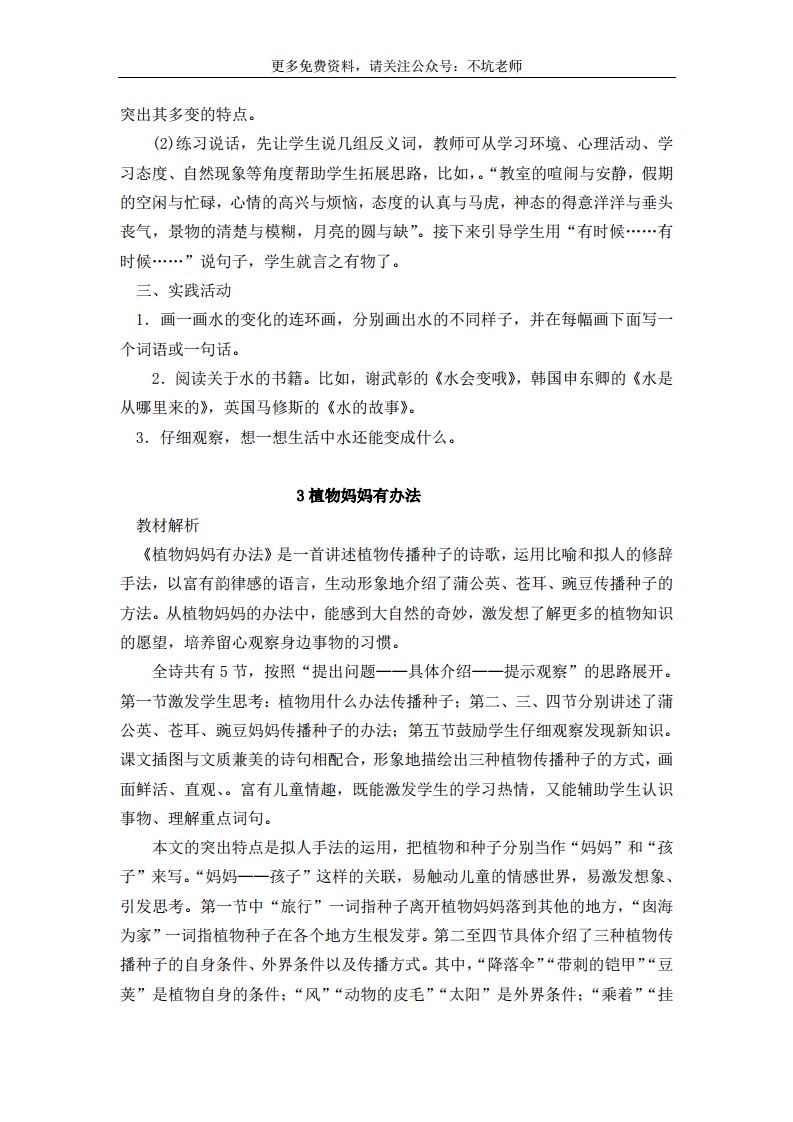 更多免费资料，请关注公众号：不坑老师
突出其多变的特点。
(2)练习说话，先让学生说几组反义词，教师可从学习环境、心理活动、学
习态度、自然现象等角度帮助学生拓展思路，比如，。“教室的喧闹与安静，假期
的空闲与忙碌，心情的高兴与烦恼，态度的认真与马虎，神态的得意洋洋与垂头
丧气，景物的清楚与模糊，月亮的圆与缺”。接下来引导学生用“有时候……有
时候……”说句子，学生就言之有物了。
三、实践活动
1．画一画水的变化的连环画，分别画出水的不同样子，并在每幅画下面写一
个词语或一句话。
2．阅读关于水的书籍。比如，谢武彰的《水会变哦》，韩国申东卿的《水是
从哪里来的》，英国马修斯的《水的故事》。
3．仔细观察，想一想生活中水还能变成什么。
3 植物妈妈有办法
教材解析
《植物妈妈有办法》是一首讲述植物传播种子的诗歌，运用比喻和拟人的修辞
手法，以富有韵律感的语言，生动形象地介绍了蒲公英、苍耳、豌豆传播种子的
方法。从植物妈妈的办法中，能感到大自然的奇妙，激发想了解更多的植物知识
的愿望，培养留心观察身边事物的习惯。
全诗共有 5 节，按照“提出问题——具体介绍——提示观察”的思路展开。
第一节激发学生思考：植物用什么办法传播种子；第二、三、四节分别讲述了蒲
公英、苍耳、豌豆妈妈传播种子的办法；第五节鼓励学生仔细观察发现新知识。
课文插图与文质兼美的诗句相配合，形象地描绘出三种植物传播种子的方式，画
面鲜活、直观、。富有儿童情趣，既能激发学生的学习热情，又能辅助学生认识
事物、理解重点词句。
本文的突出特点是拟人手法的运用，把植物和种子分别当作“妈妈”和“孩
子”来写。“妈妈——孩子”这样的关联，易触动儿童的情感世界，易激发想象、
引发思考。第一节中“旅行”一词指种子离开植物妈妈落到其他的地方，“囱海
为家”一词指植物种子在各个地方生根发芽。第二至四节具体介绍了三种植物传
播种子的自身条件、外界条件以及传播方式。其中，“降落伞”“带刺的铠甲”“豆
荚”是植物自身的条件；“风”“动物的皮毛”“太阳”是外界条件；“乘着”“挂